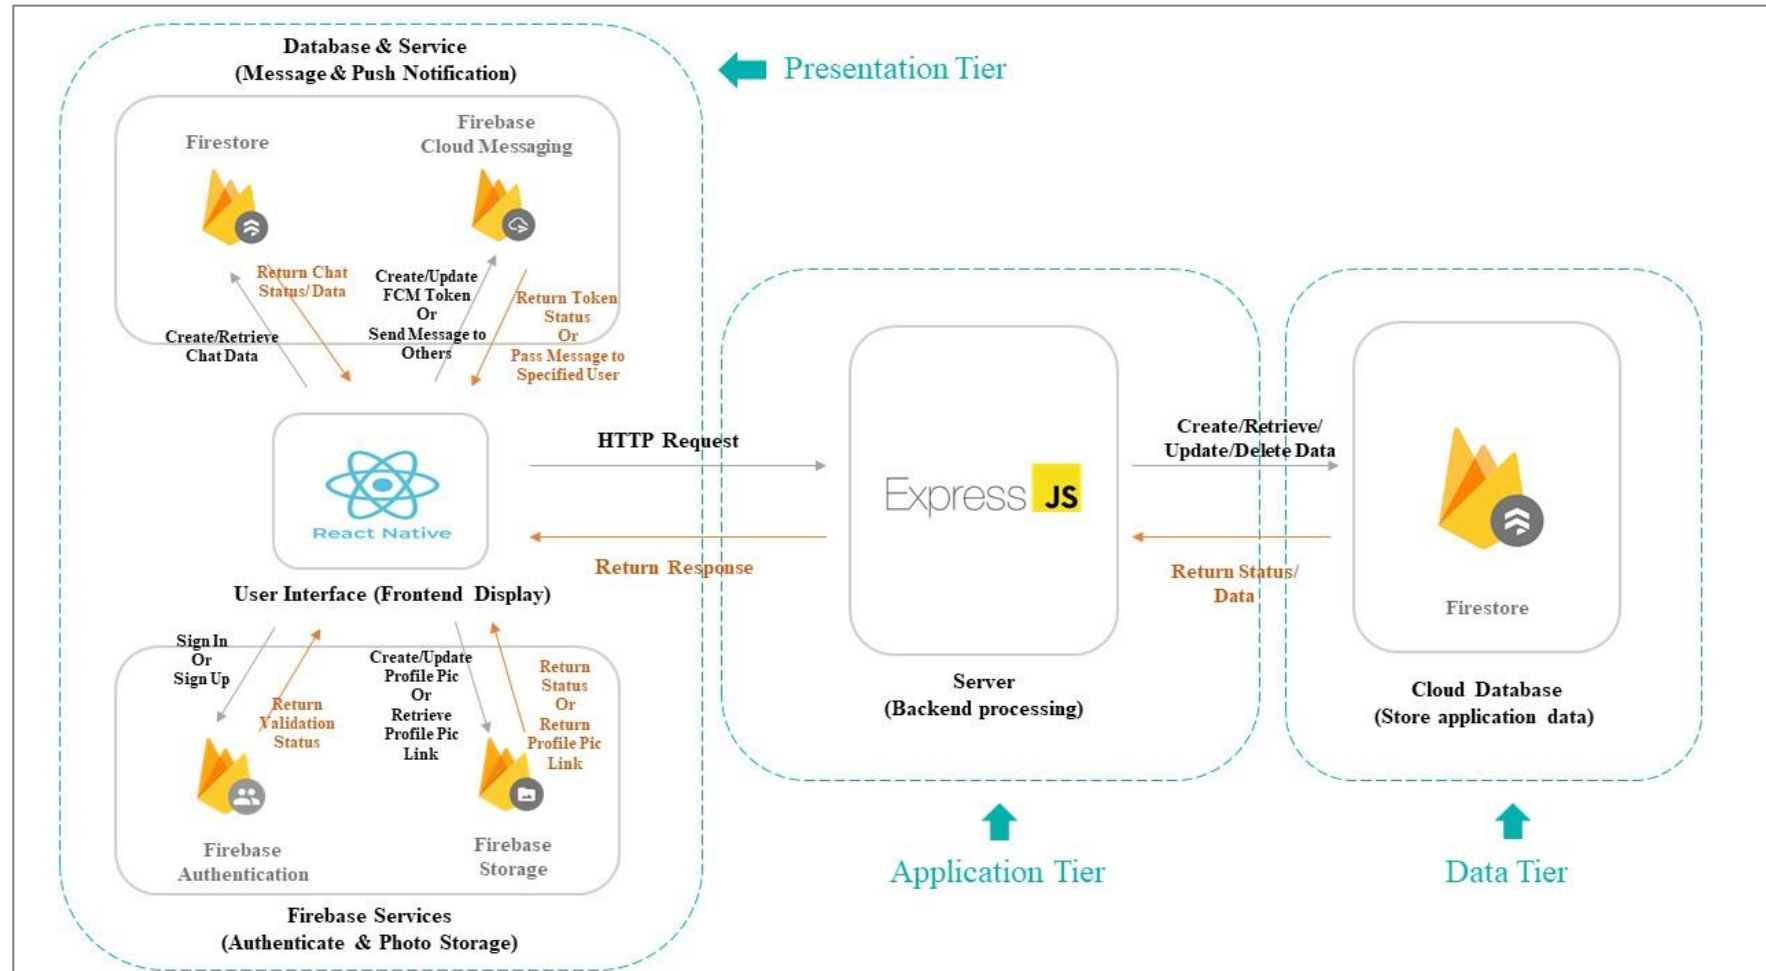 Database & Service
(Message & Push Notification)
Presentation Tier
Firestore
Firebase
Cloud Messaging
Return Chat
Status/ Data
Create/Retrieve
Chat Data
Create/Update
FCM Token
Or
Send Message to
Others
Return Token
Status
Or
Pass Message to
Specified User
React Native
User Interface (Frontend Display)
HTTP Request
Return Response
Express JS
Server
(Backend processing)
Create/Retrieve/
Update/Delete Data
Return Status/
Data
Firestore
Cloud Database
(Store application data)
Sign In
Or
Sign Up
Return
Validation
Status
Create/Update
Profile Pic
Or
Retrieve
Profile Pic
Link
Return
Status
Or
Return
Profile Pic
Link
Firebase
Authentication
Firebase
Storage
Firebase Services
(Authenticate & Photo Storage)
Application Tier
Data Tier